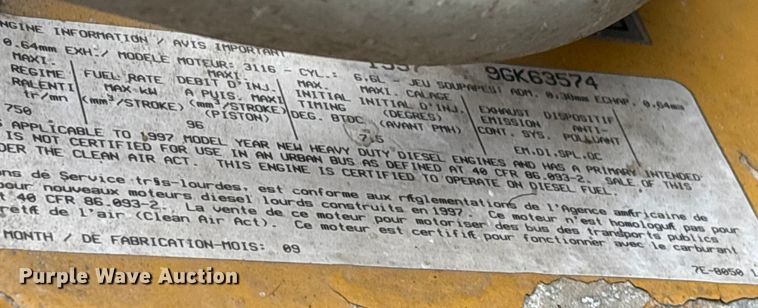 ENGINE INFORMATION / AVIS IMPORTANT 1997 9GK63574
0.64mm EXH:/ MODELE MOTEUR: 3116 - CYL.: 6.6L - JEU SOUPAPES: ADM. 0.38mm ECHAP. 0.64mm
MAXI. MAXI. MAX. MAXI. CALAGE
REGIME FUEL RATE DEBIT D'INJ. INITIAL INITIAL D'INJ. EXHAUST DISPOSITIF
RALENTI MAX kW A PUIS. MAXI TIMING (DEGRES) EMISSION ANTI-
tr/mn (mm³/STROKE) (mm³/STROKE) DEG. BTDC (AVANT PMH) CONT. SYS. POLLUANT
(PISTON)
750 96 7.5 EM.DI.SPL.OC
S APPLICABLE TO 1997 MODEL YEAR NEW HEAVY DUTY DIESEL ENGINES AND HAS A PRIMARY INTENDED
IS NOT CERTIFIED FOR USE IN AN URBAN BUS AS DEFINED AT 40 CFR 86.093-2. SALE OF THIS
DER THE CLEAN AIR ACT. THIS ENGINE IS CERTIFIED TO OPERATE ON DIESEL FUEL.
ons de Service très-lourdes, est conforme aux réglementations de l'Agence américaine de
pour nouveaux moteurs diesel lourds construits en 1997. Ce moteur n'est homologué pas pour
t 40 CFR 86.093-2. La vente de ce moteur pour motoriser des bus des transports publics
reté de l'air (Clean Air Act). Ce moteur est certifié pour fonctionner avec le carburant
MONTH / DE FABRICATION-MOIS: 09
7E-0050 1
Purple Wave Auction